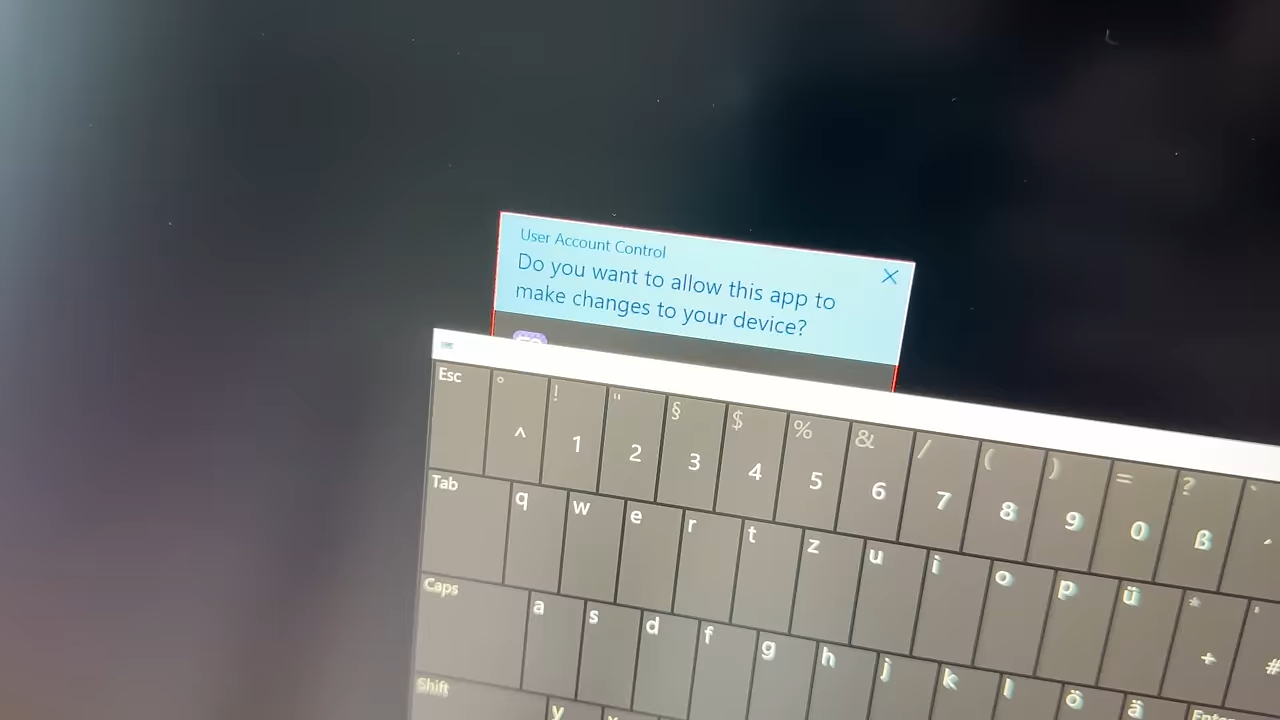 User Account Control
Do you want to allow this app to
make changes to your device?
Esc ° ^ ! 1 " 2 § 3 $ 4 % 5 & 6 / 7 ( 8 ) 9 = 0 ? ß ` ´
Tab q w e r t z u i o p ü * + ' #
Caps a s d f g h j k l ö ä Enter
Shift y x